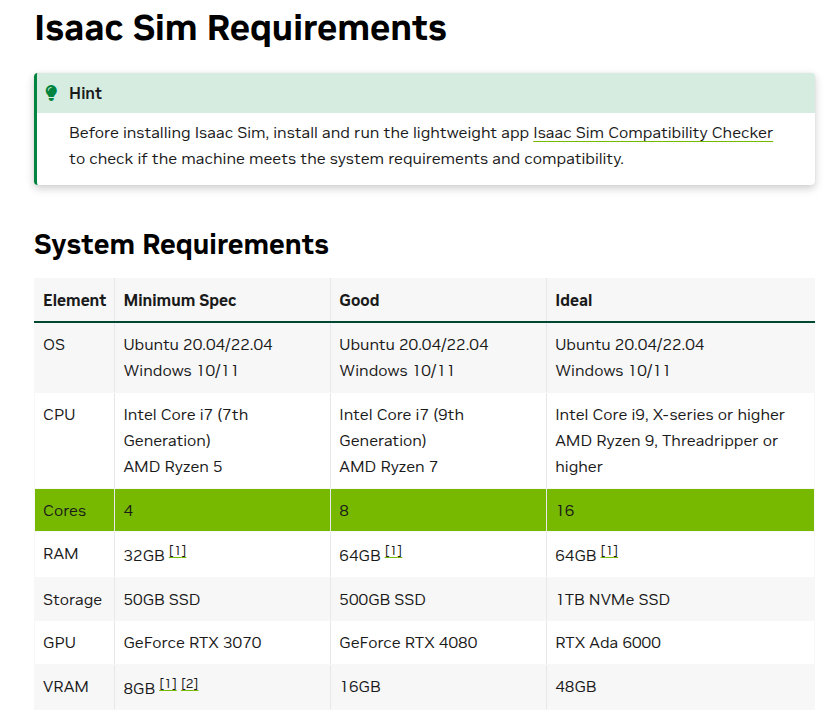 Isaac Sim Requirements
Hint
Before installing Isaac Sim, install and run the lightweight app Isaac Sim Compatibility Checker
to check if the machine meets the system requirements and compatibility.
System Requirements
Element Minimum Spec Good Ideal
OS Ubuntu 20.04/22.04 Ubuntu 20.04/22.04 Ubuntu 20.04/22.04
Windows 10/11 Windows 10/11 Windows 10/11
CPU Intel Core i7 (7th Intel Core i7 (9th Intel Core i9, X-series or higher
Generation) Generation) AMD Ryzen 9, Threadripper or
AMD Ryzen 5 AMD Ryzen 7 higher
Cores 4 8 16
RAM 32GB [1] 64GB [1] 64GB [1]
Storage 50GB SSD 500GB SSD 1TB NVMe SSD
GPU GeForce RTX 3070 GeForce RTX 4080 RTX Ada 6000
VRAM 8GB [1] [2] 16GB 48GB